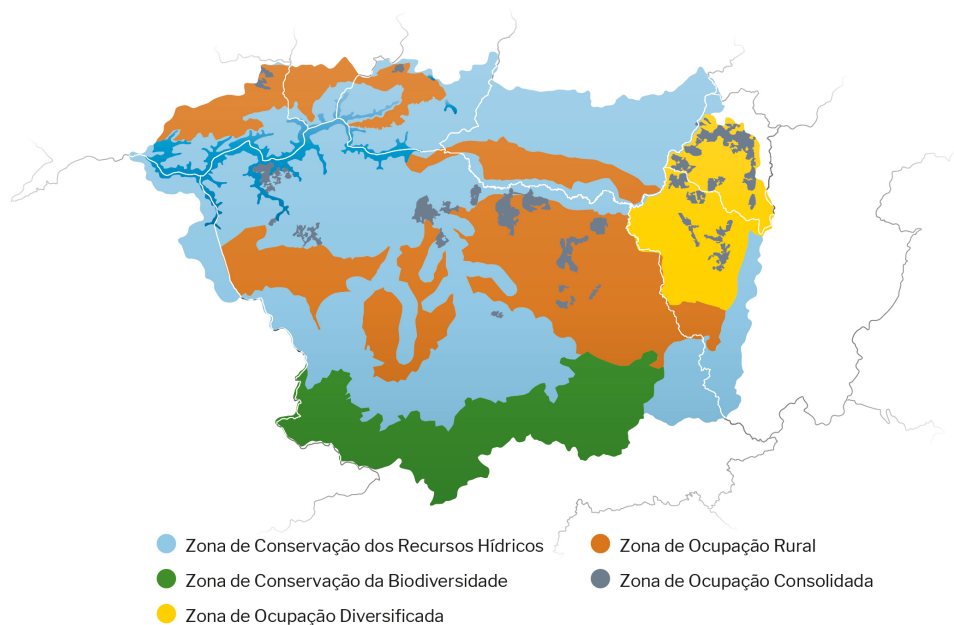 Zona de Conservação dos Recursos Hídricos
Zona de Conservação da Biodiversidade
Zona de Ocupação Diversificada
Zona de Ocupação Rural
Zona de Ocupação Consolidada